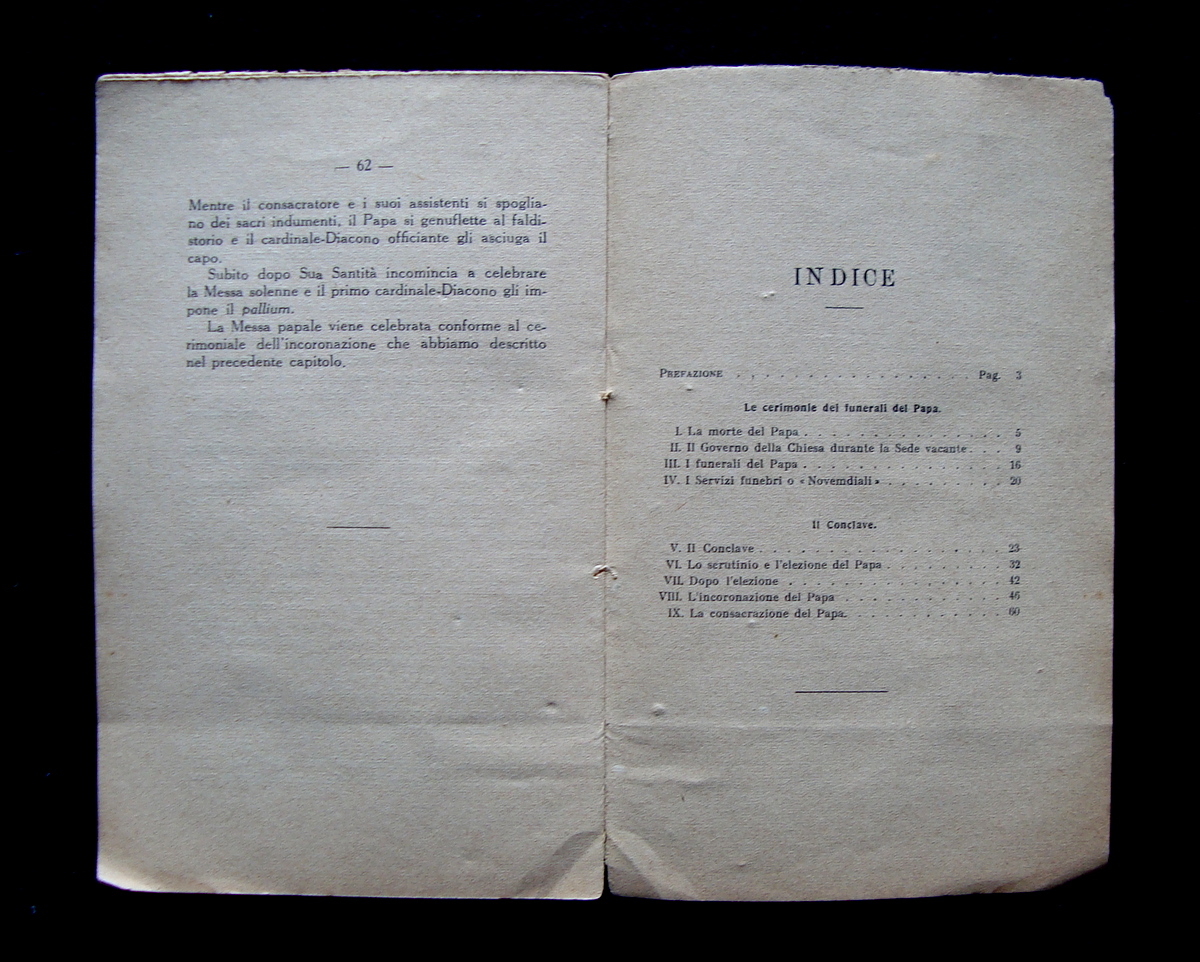 — 62 —
Mentre il consacratore e i suoi assistenti si spoglia-
no dei sacri indumenti, il Papa si genuflette al faldi-
storio e il cardinale-Diacono officiante gli asciuga il
capo.
Subito dopo Sua Santità incomincia a celebrare
la Messa solenne e il primo cardinale-Diacono gli im-
pone il pallium.
La Messa papale viene celebrata conforme al ce-
rimoniale dell'incoronazione che abbiamo descritto
nel precedente capitolo.
INDICE
PREFAZIONE . . . . . . . . . . . . . . . . . Pag. 3
Le cerimonie dei funerali del Papa.
I. La morte del Papa . . . . . . . . . . . . . . . 5
II. Il Governo della Chiesa durante la Sede vacante . . . 9
III. I funerali del Papa . . . . . . . . . . . . . . . 16
IV. I Servizi funebri o « Novemdiali » . . . . . . . . . 20
Il Conclave.
V. Il Conclave . . . . . . . . . . . . . . . . . . 23
VI. Lo scrutinio e l'elezione del Papa . . . . . . . . . 32
VII. Dopo l'elezione . . . . . . . . . . . . . . . . 42
VIII. L'incoronazione del Papa . . . . . . . . . . . . 46
IX. La consacrazione del Papa. . . . . . . . . . . . 60